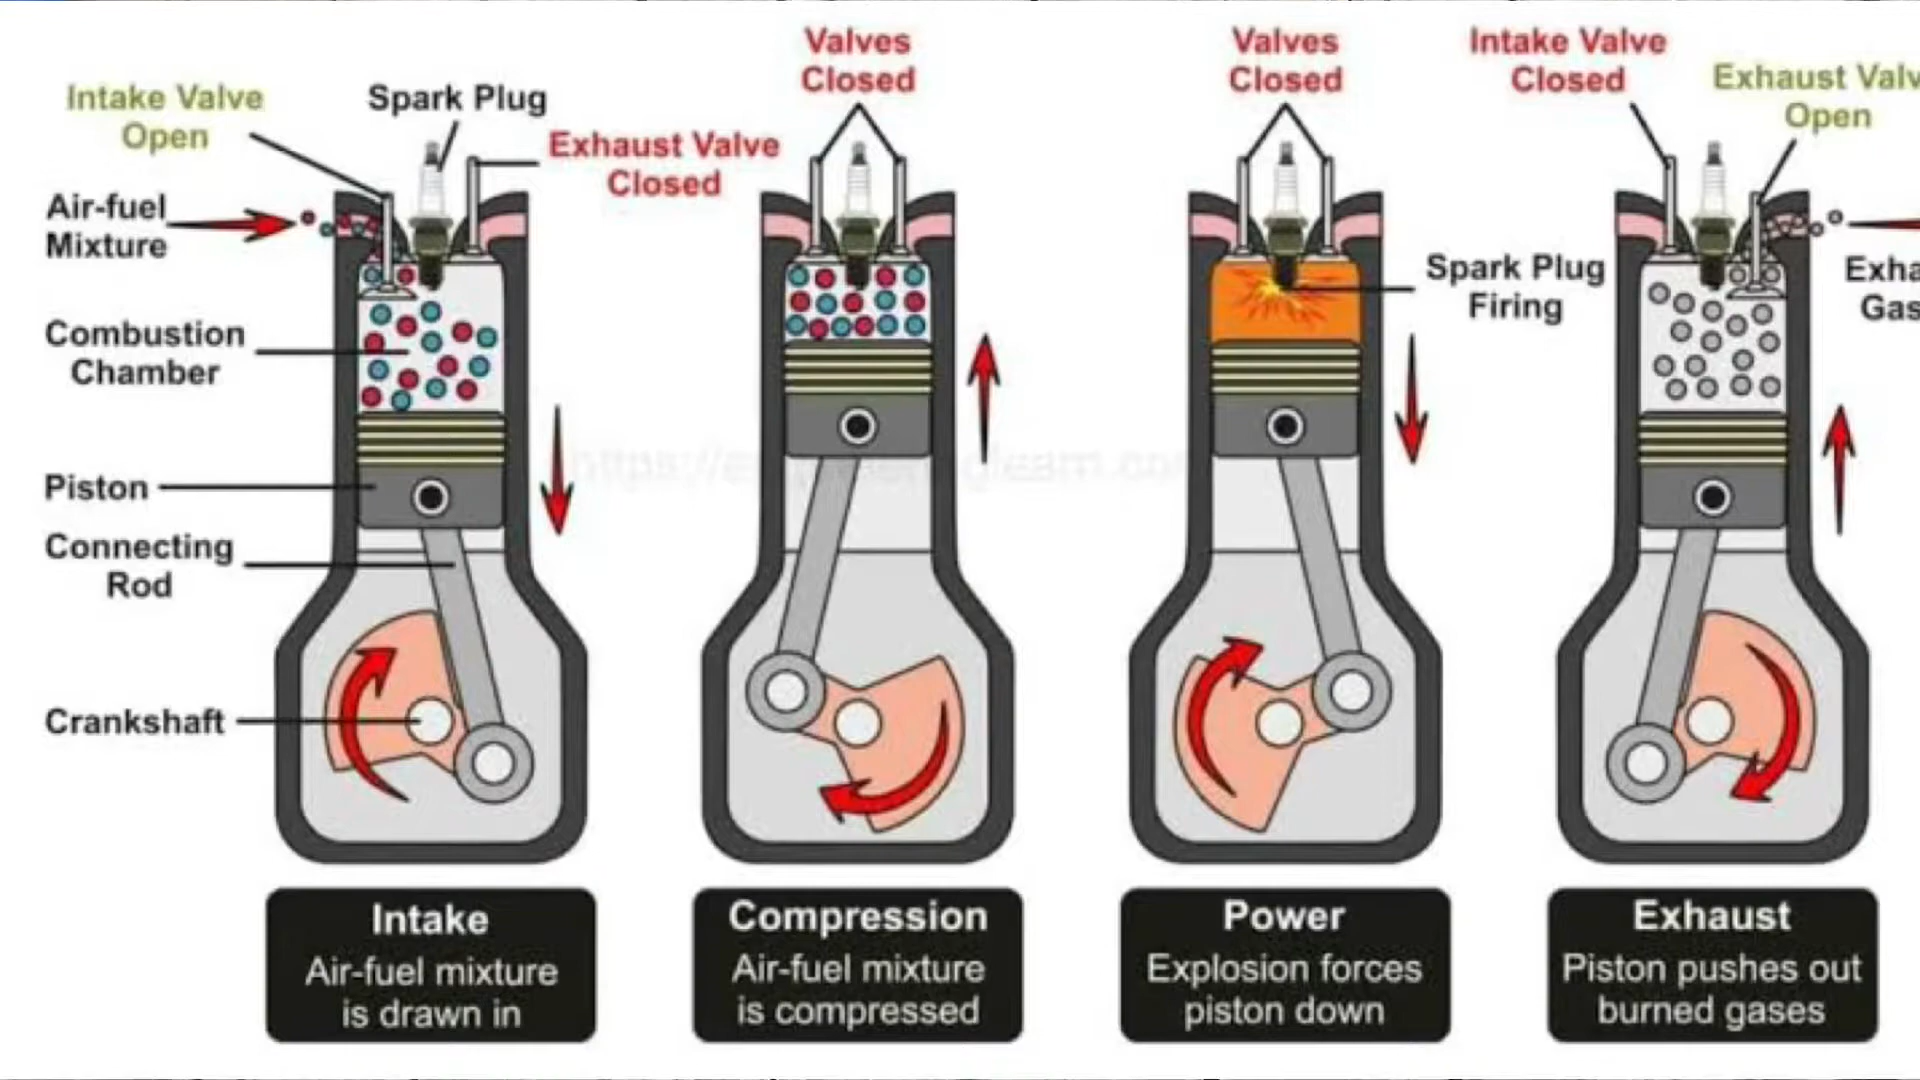 Valves
Closed
Valves
Closed
Intake Valve
Closed
Exhaust Valv
Open
Intake Valve
Open
Spark Plug
Exhaust Valve
Closed
Air-fuel
Mixture
Spark Plug
Firing
Exha
Gas
Combustion
Chamber
Piston
Connecting
Rod
Crankshaft
Intake
Air-fuel mixture
is drawn in
Compression
Air-fuel mixture
is compressed
Power
Explosion forces
piston down
Exhaust
Piston pushes out
burned gases